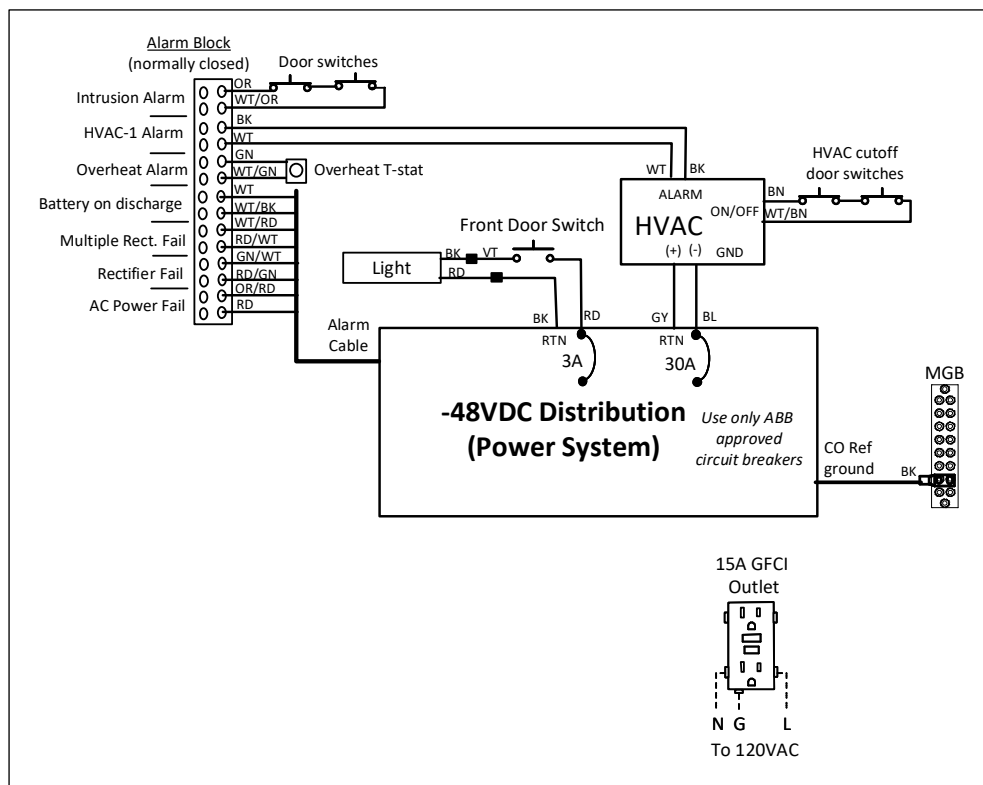 Alarm Block
(normally closed)
Door switches
OR
Intrusion Alarm
WT/OR
BK
HVAC-1 Alarm
WT
GN
Overheat Alarm
WT/GN
Overheat T-stat
WT
Battery on discharge
WT/BK
WT/RD
Multiple Rect. Fail
RD/WT
GN/WT
Rectifier Fail
RD/GN
OR/RD
AC Power Fail
RD
WT
BK
HVAC cutoff
door switches
ALARM
BN
ON/OFF
WT/BN
HVAC
(+)
(-)
GND
Front Door Switch
BK
VT
Light
RD
Alarm
Cable
BK
RD
GY
BL
RTN
3A
RTN
30A
-48VDC Distribution
(Power System)
Use only ABB
approved
circuit breakers
MGB
CO Ref
ground
BK
15A GFCI
Outlet
N
G
L
To 120VAC